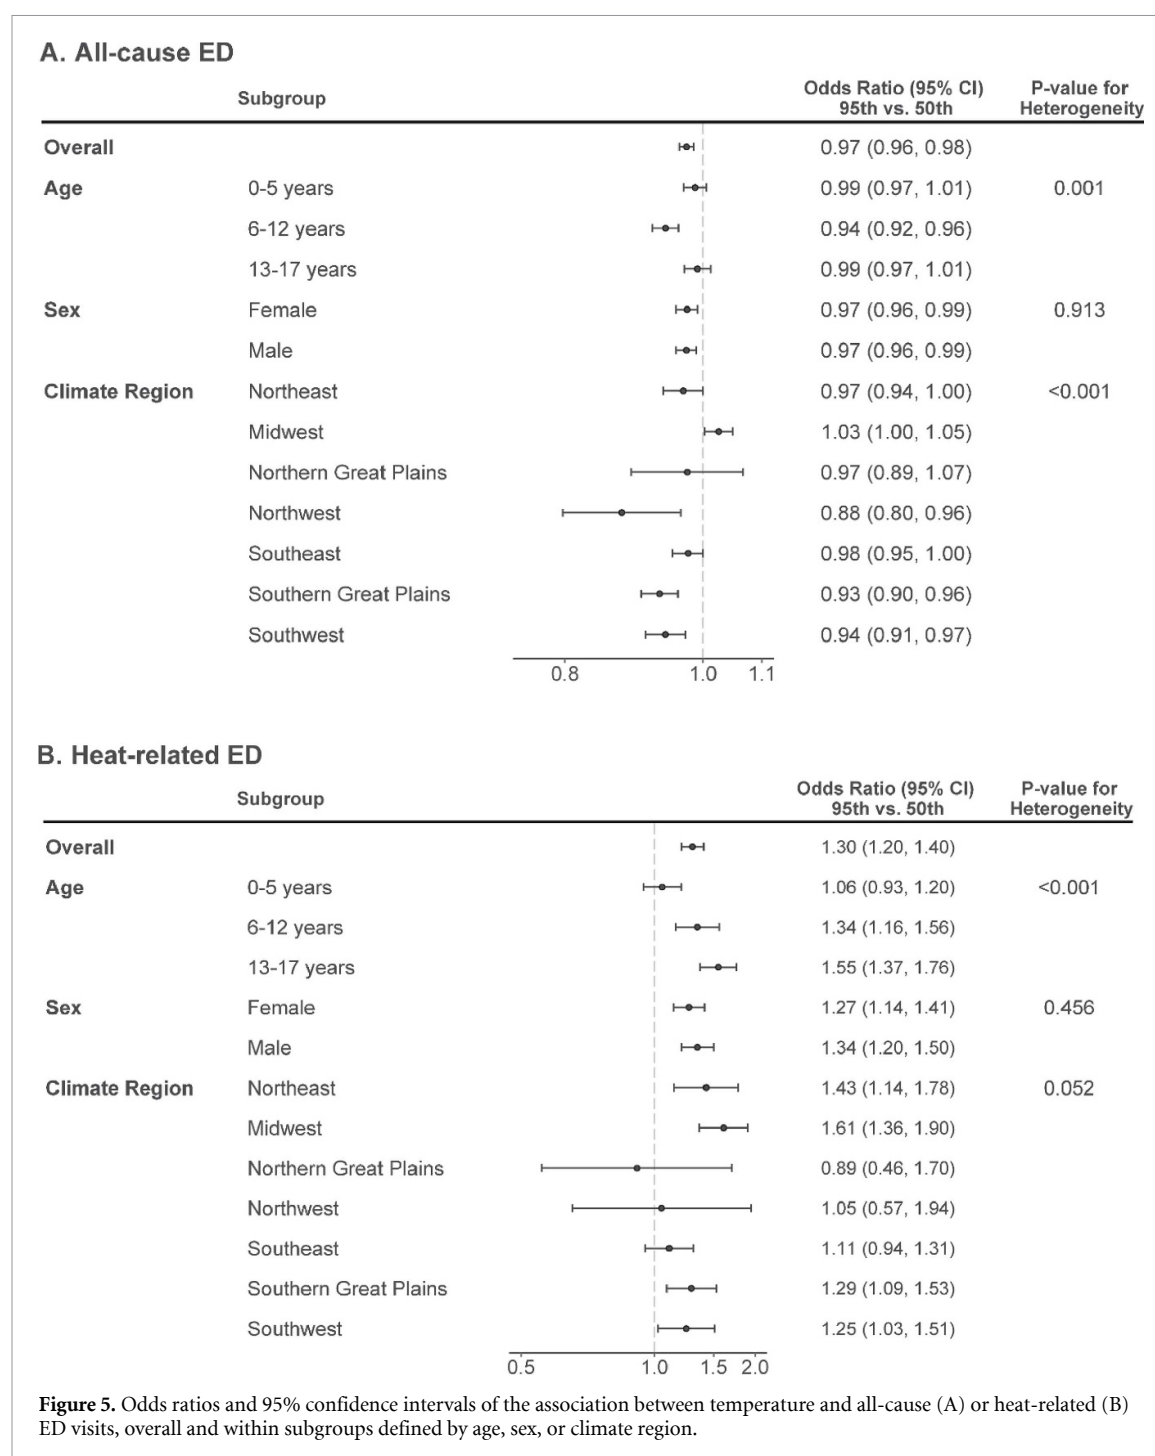 A. All-cause ED
Subgroup Odds Ratio (95% CI) P-value for
95th vs. 50th Heterogeneity
Overall 0.97 (0.96, 0.98)
Age 0-5 years 0.99 (0.97, 1.01) 0.001
6-12 years 0.94 (0.92, 0.96)
13-17 years 0.99 (0.97, 1.01)
Sex Female 0.97 (0.96, 0.99) 0.913
Male 0.97 (0.96, 0.99)
Climate Region Northeast 0.97 (0.94, 1.00) <0.001
Midwest 1.03 (1.00, 1.05)
Northern Great Plains 0.97 (0.89, 1.07)
Northwest 0.88 (0.80, 0.96)
Southeast 0.98 (0.95, 1.00)
Southern Great Plains 0.93 (0.90, 0.96)
Southwest 0.94 (0.91, 0.97)
0.8 1.0 1.1
B. Heat-related ED
Subgroup Odds Ratio (95% CI) P-value for
95th vs. 50th Heterogeneity
Overall 1.30 (1.20, 1.40)
Age 0-5 years 1.06 (0.93, 1.20) <0.001
6-12 years 1.34 (1.16, 1.56)
13-17 years 1.55 (1.37, 1.76)
Sex Female 1.27 (1.14, 1.41) 0.456
Male 1.34 (1.20, 1.50)
Climate Region Northeast 1.43 (1.14, 1.78) 0.052
Midwest 1.61 (1.36, 1.90)
Northern Great Plains 0.89 (0.46, 1.70)
Northwest 1.05 (0.57, 1.94)
Southeast 1.11 (0.94, 1.31)
Southern Great Plains 1.29 (1.09, 1.53)
Southwest 1.25 (1.03, 1.51)
0.5 1.0 1.5 2.0
Figure 5. Odds ratios and 95% confidence intervals of the association between temperature and all-cause (A) or heat-related (B)
ED visits, overall and within subgroups defined by age, sex, or climate region.